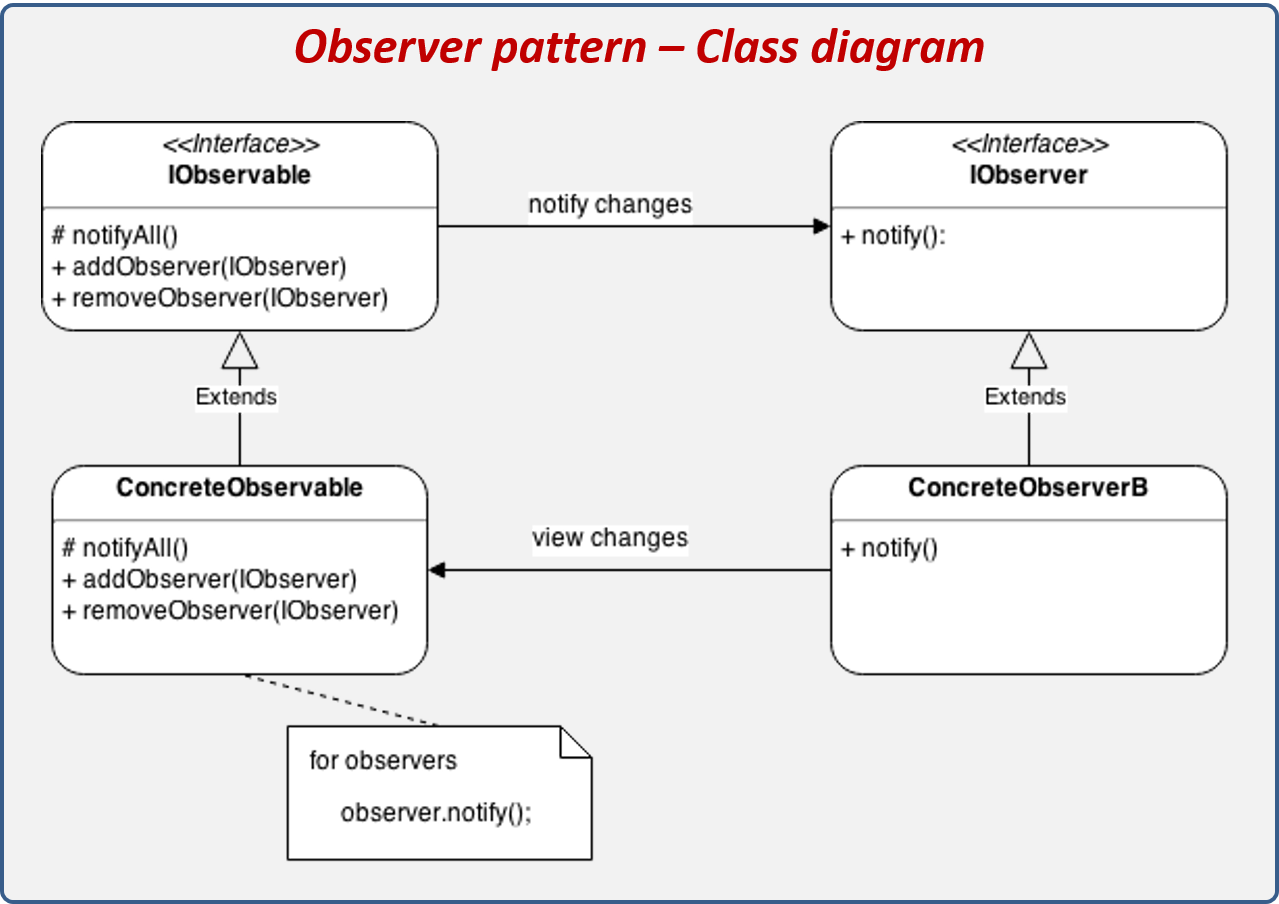 Observer pattern – Class diagram
<<Interface>>
IObservable
# notifyAll()
+ addObserver(IObserver)
+ removeObserver(IObserver)
notify changes
<<Interface>>
IObserver
+ notify():
Extends
Extends
ConcreteObservable
# notifyAll()
+ addObserver(IObserver)
+ removeObserver(IObserver)
view changes
ConcreteObserverB
+ notify()
for observers
observer.notify();